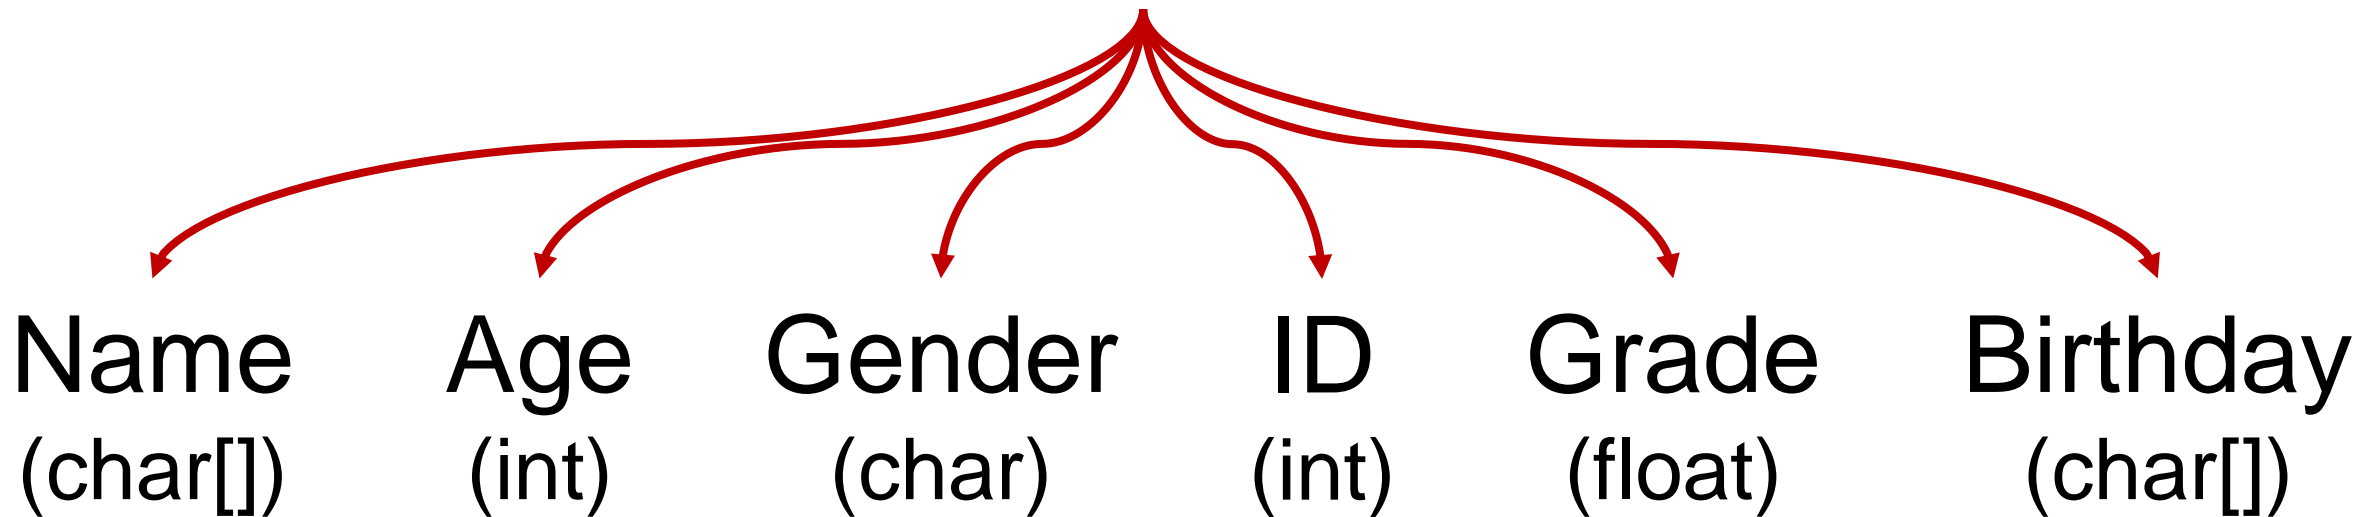 Name Age Gender ID Grade Birthday
(char[]) (int) (char) (int) (float) (char[])